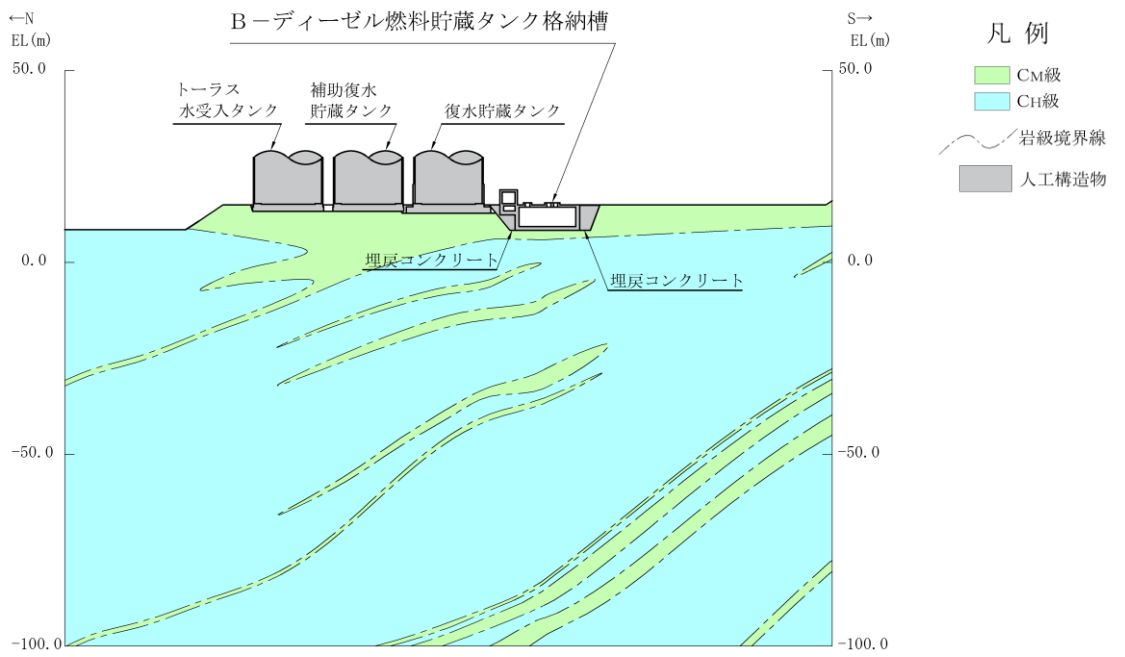 ←N
EL(m)
B－ディーゼル燃料貯蔵タンク格納槽
S→
EL(m)
凡 例
50.0
50.0
CM級
CH級
岩級境界線
人工構造物
トーラス
水受入タンク
補助復水
貯蔵タンク
復水貯蔵タンク
0.0
埋戻コンクリート
埋戻コンクリート
0.0
-50.0
-50.0
-100.0
-100.0